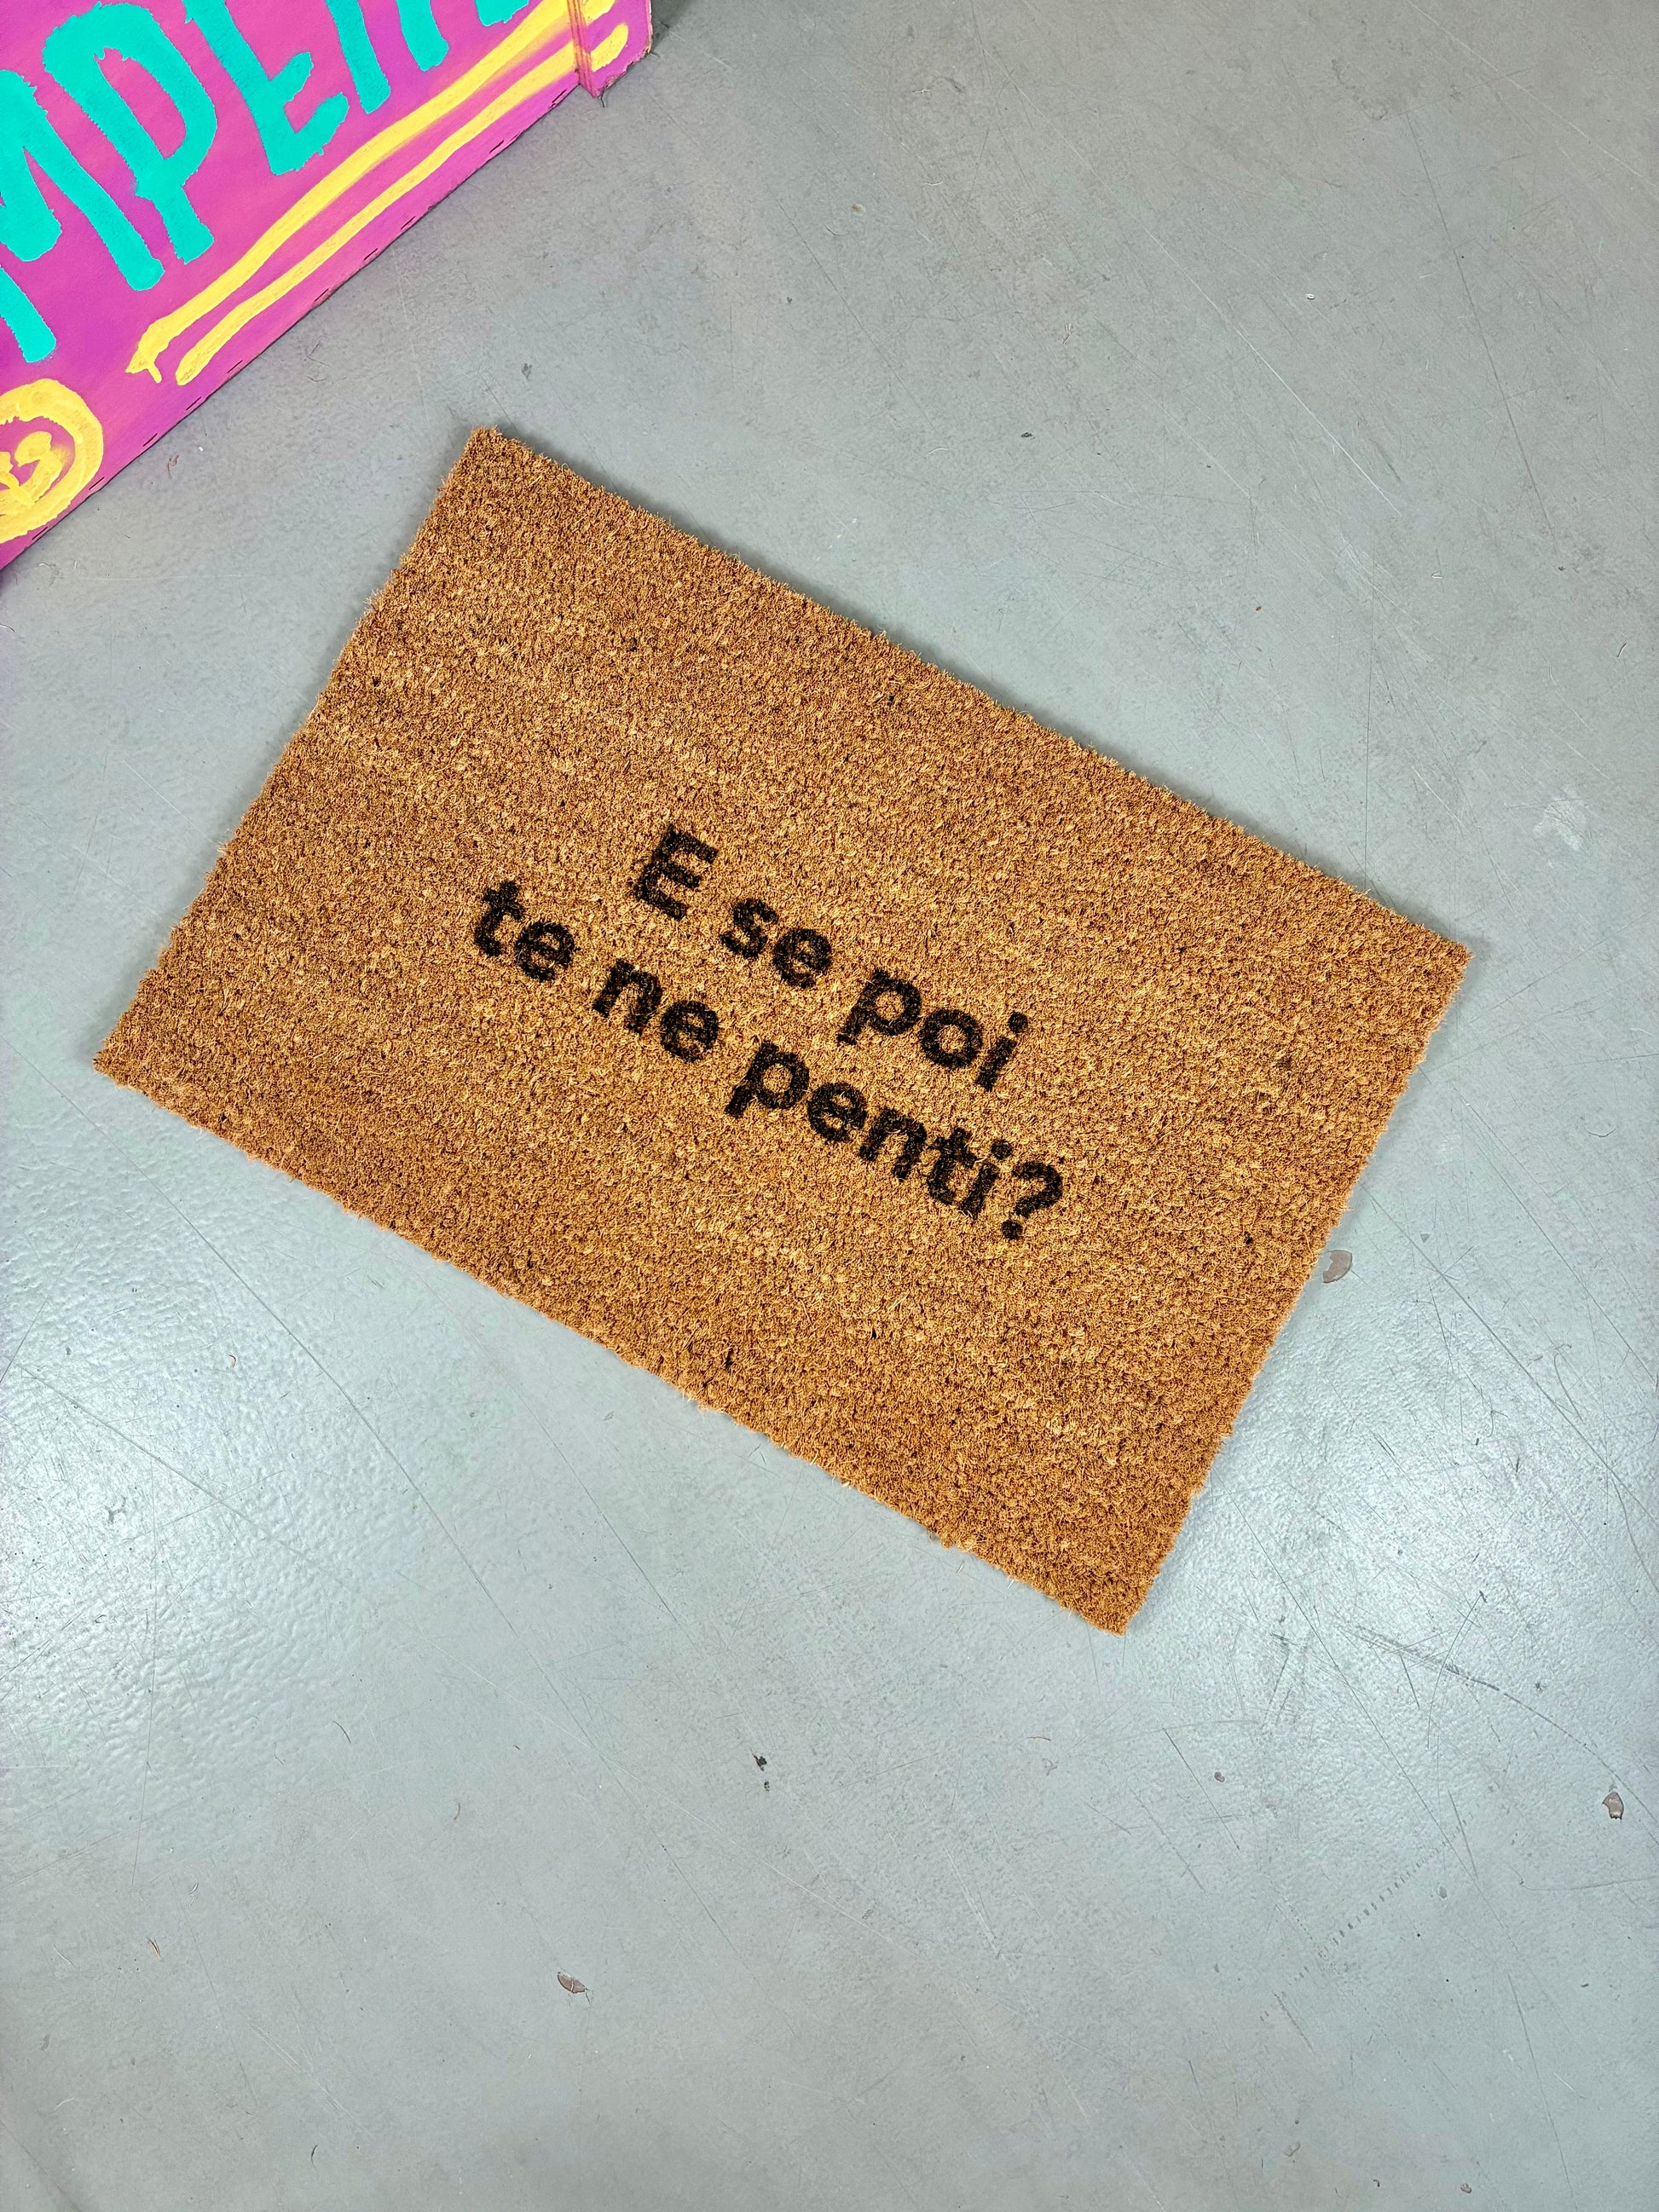 E se poi
te ne penti?